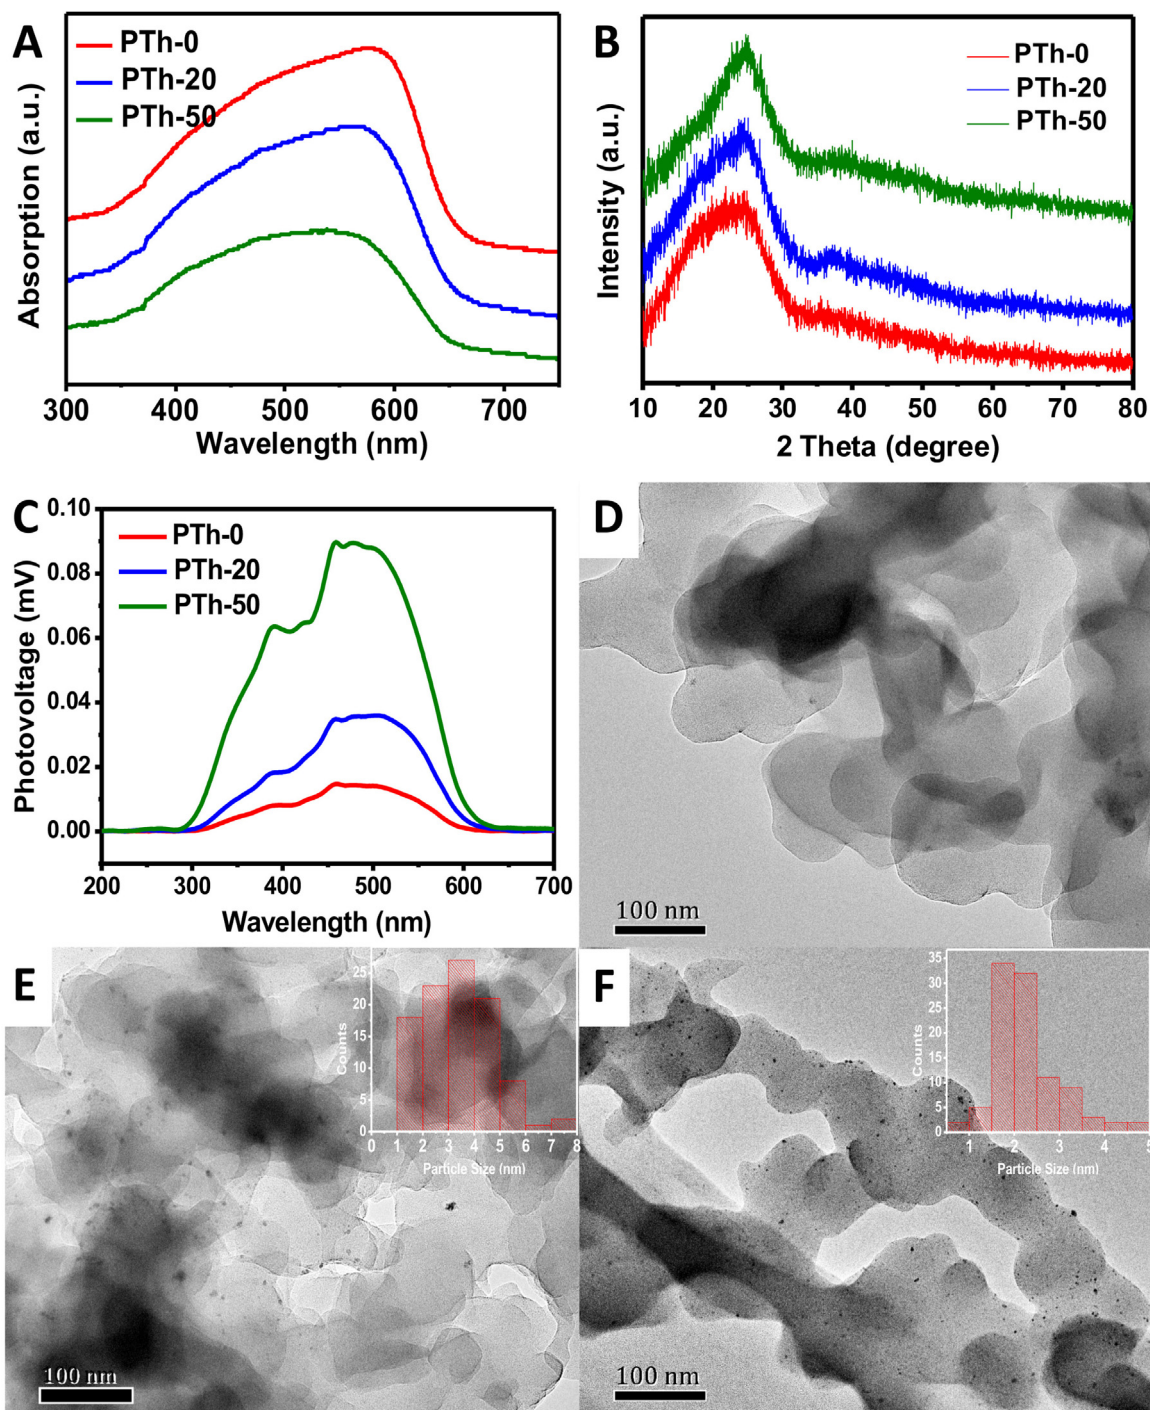 A
PTh-0
PTh-20
PTh-50
Absorption (a.u.)
300 400 500 600 700
Wavelength (nm)
B
PTh-0
PTh-20
PTh-50
Intensity (a.u.)
10 20 30 40 50 60 70 80
2 Theta (degree)
C
0.10
0.08
0.06
0.04
0.02
0.00
PTh-0
PTh-20
PTh-50
Photovoltage (mV)
200 300 400 500 600 700
Wavelength (nm)
D
100 nm
E
25
20
15
10
5
0
Counts
0 1 2 3 4 5 6 7 8
Particle Size (nm)
100 nm
F
35
30
25
20
15
10
5
0
Counts
1 2 3 4 5
Particle Size (nm)
100 nm